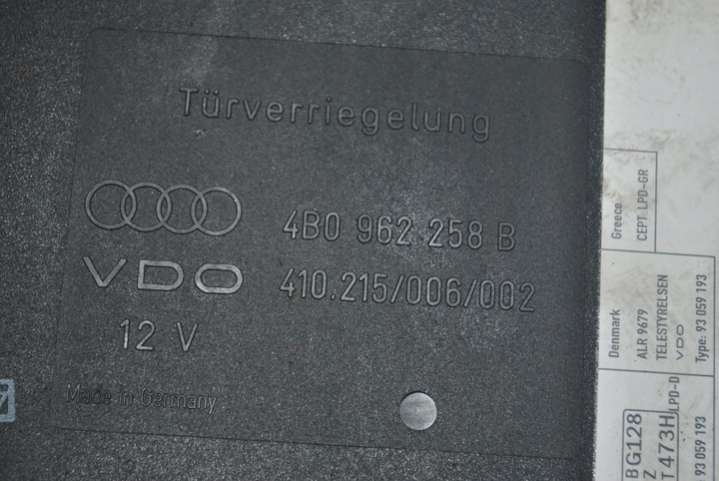 Türverriegelung
4B0 962 258 B
VDO
410.215/006/002
12 V
Made in Germany
Greece
CEPT LPD-GR
Denmark
ALR 9679
TELESTYRELSEN
VDO
Type: 93 059 193
BG128
Z
T473H
LPD-D
93 059 193